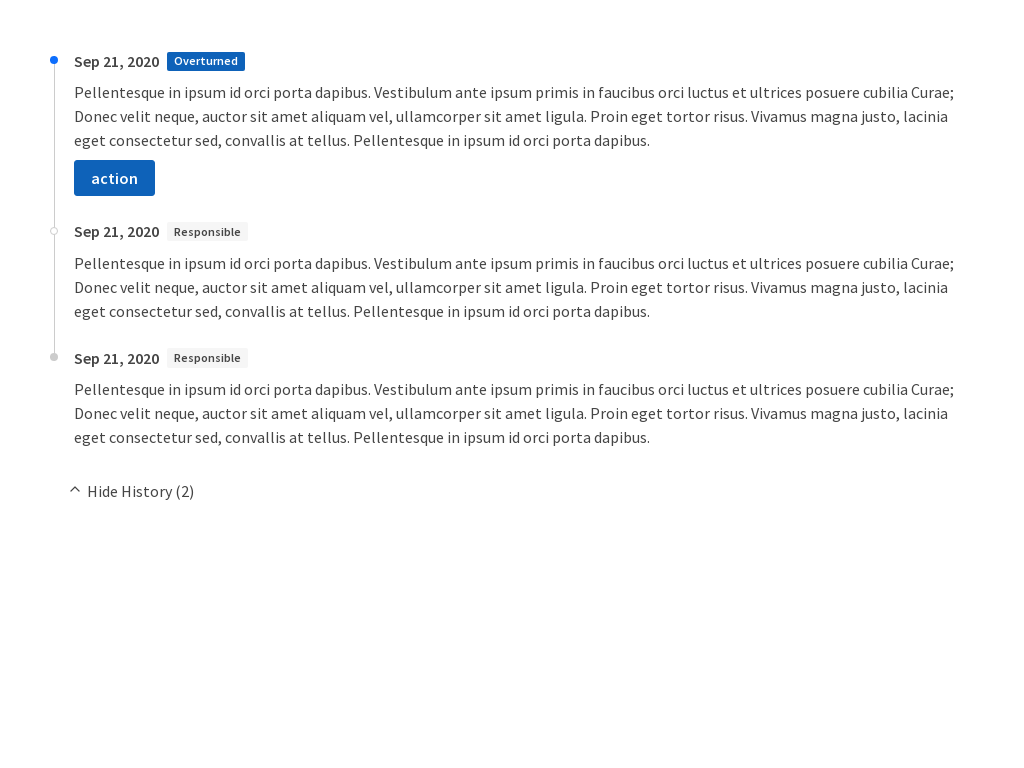 Sep 21, 2020 Overturned
Pellentesque in ipsum id orci porta dapibus. Vestibulum ante ipsum primis in faucibus orci luctus et ultrices posuere cubilia Curae;
Donec velit neque, auctor sit amet aliquam vel, ullamcorper sit amet ligula. Proin eget tortor risus. Vivamus magna justo, lacinia
eget consectetur sed, convallis at tellus. Pellentesque in ipsum id orci porta dapibus.
action
Sep 21, 2020 Responsible
Pellentesque in ipsum id orci porta dapibus. Vestibulum ante ipsum primis in faucibus orci luctus et ultrices posuere cubilia Curae;
Donec velit neque, auctor sit amet aliquam vel, ullamcorper sit amet ligula. Proin eget tortor risus. Vivamus magna justo, lacinia
eget consectetur sed, convallis at tellus. Pellentesque in ipsum id orci porta dapibus.
Sep 21, 2020 Responsible
Pellentesque in ipsum id orci porta dapibus. Vestibulum ante ipsum primis in faucibus orci luctus et ultrices posuere cubilia Curae;
Donec velit neque, auctor sit amet aliquam vel, ullamcorper sit amet ligula. Proin eget tortor risus. Vivamus magna justo, lacinia
eget consectetur sed, convallis at tellus. Pellentesque in ipsum id orci porta dapibus.
Hide History (2)